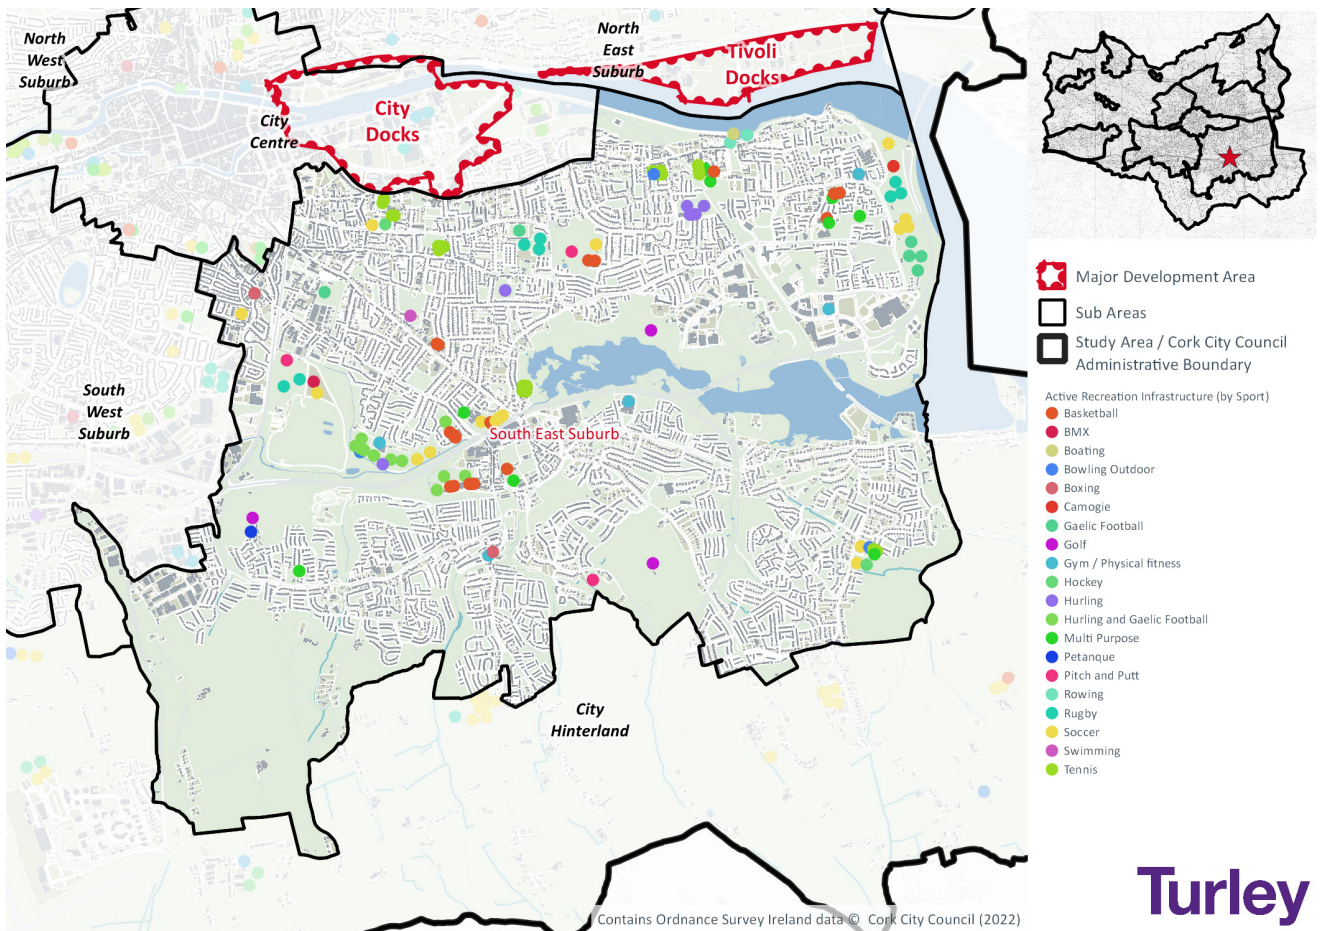 North
West
Suburb
North
East
Suburb
Tivoli
Docks
City
Docks
City
Centre
South
West
Suburb
South East Suburb
City
Hinterland
Contains Ordnance Survey Ireland data © Cork City Council (2022)
Major Development Area
Sub Areas
Study Area / Cork City Council
Administrative Boundary
Active Recreation Infrastructure (by Sport)
Basketball
BMX
Boating
Bowling Outdoor
Boxing
Camogie
Gaelic Football
Golf
Gym / Physical fitness
Hockey
Hurling
Hurling and Gaelic Football
Multi Purpose
Petanque
Pitch and Putt
Rowing
Rugby
Soccer
Swimming
Tennis
Turley